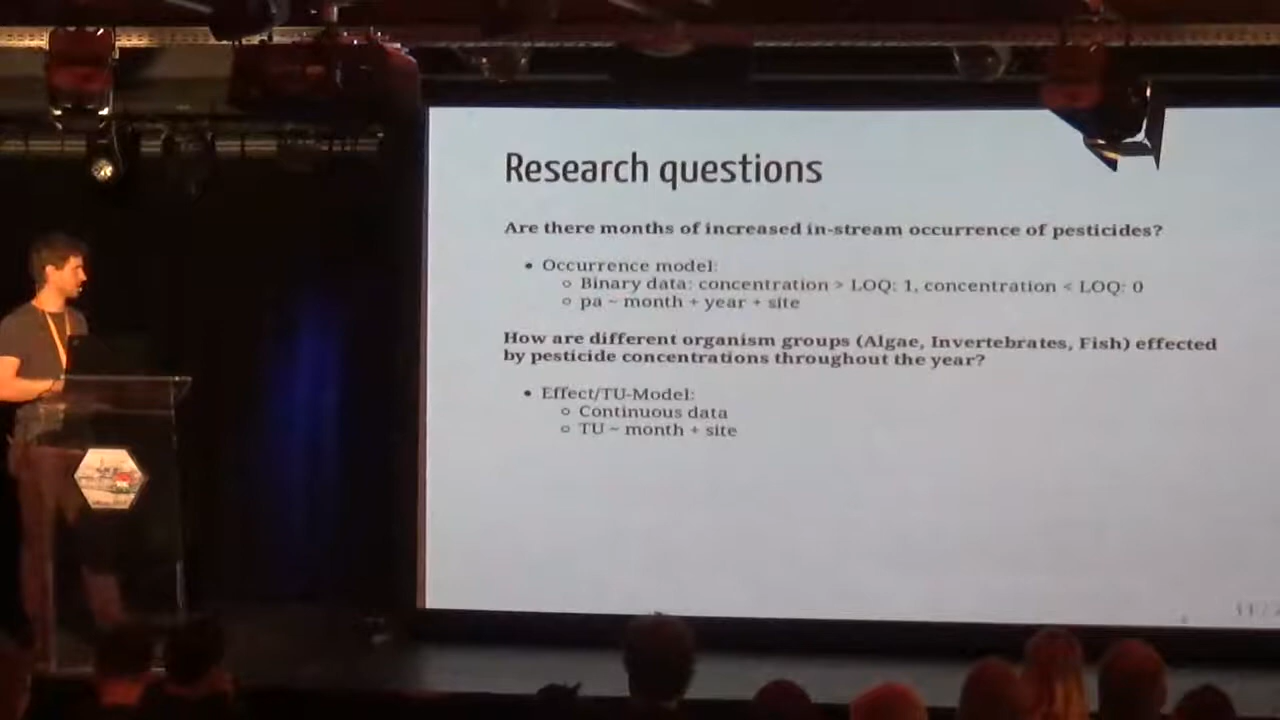 Research questions
Are there months of increased in-stream occurrence of pesticides?
• Occurrence model:
○ Binary data: concentration > LOQ: 1, concentration < LOQ: 0
○ pa ~ month + year + site
How are different organism groups (Algae, Invertebrates, Fish) effected
by pesticide concentrations throughout the year?
• Effect/TU-Model:
○ Continuous data
○ TU ~ month + site